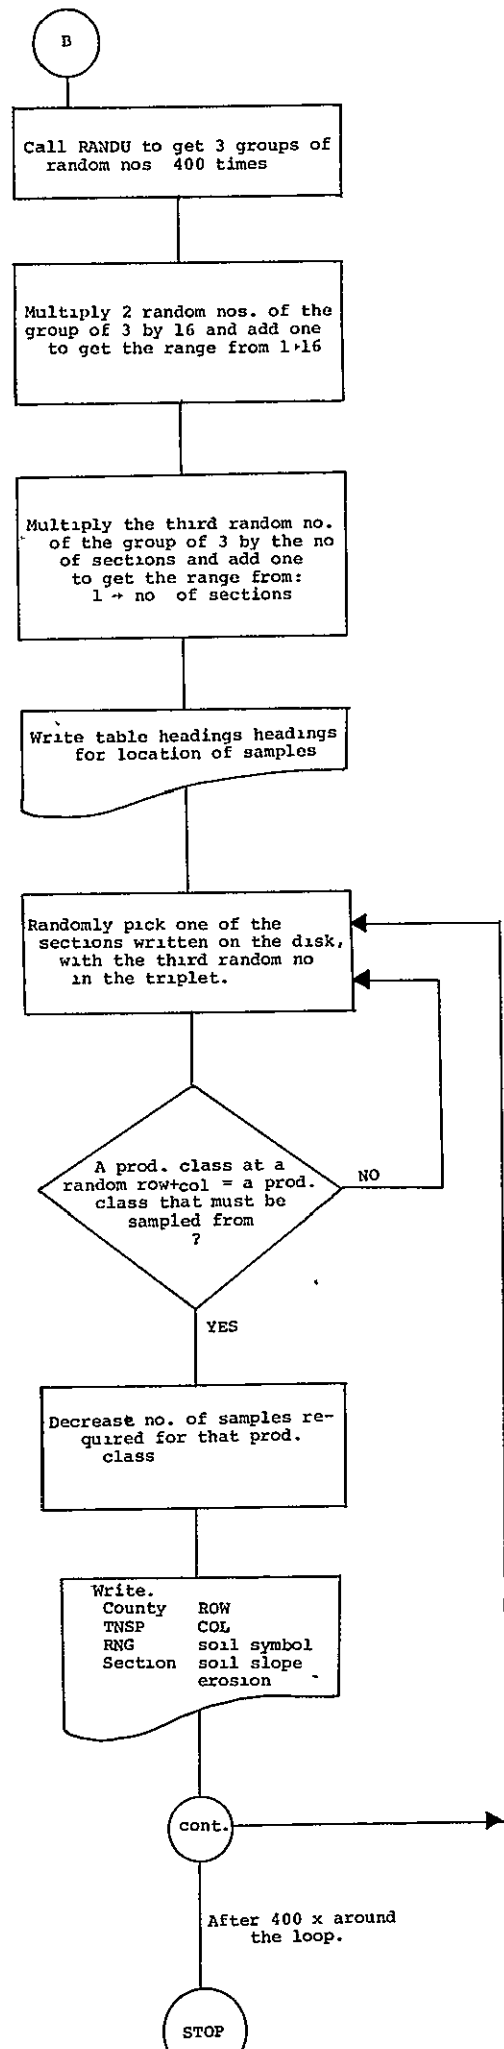 B
Call RANDU to get 3 groups of
random nos 400 times
Multiply 2 random nos. of the
group of 3 by 16 and add one
to get the range from 1→16
Multiply the third random no.
of the group of 3 by the no
of sections and add one
to get the range from:
1 → no of sections
Write table headings headings
for location of samples
Randomly pick one of the
sections written on the disk,
with the third random no
in the triplet.
A prod. class at a
random row+col = a prod.
class that must be
sampled from
?
NO
YES
Decrease no. of samples re-
quired for that prod.
class
Write.
County ROW
TNSP COL
RNG soil symbol
Section soil slope
erosion
cont.
After 400 x around
the loop.
STOP